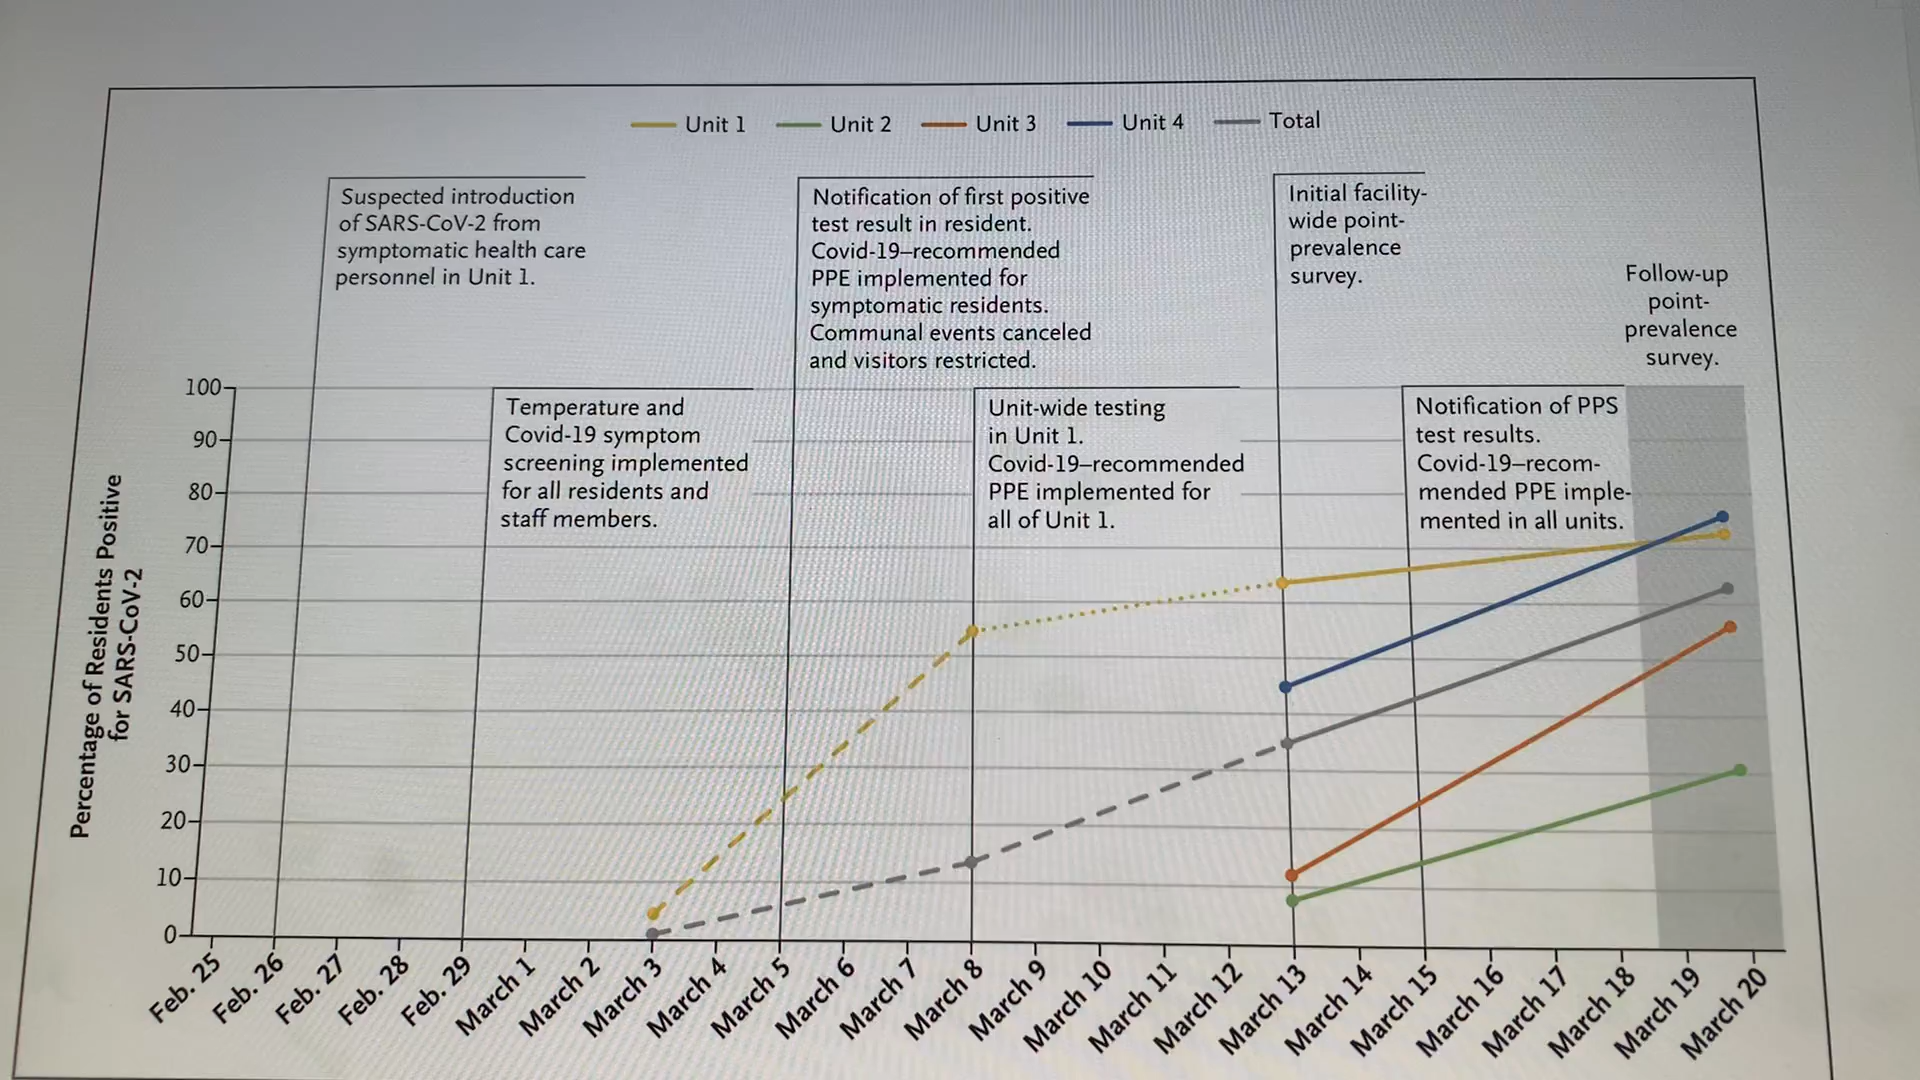 Unit 1 Unit 2 Unit 3 Unit 4 Total
Suspected introduction
of SARS-CoV-2 from
symptomatic health care
personnel in Unit 1.
Notification of first positive
test result in resident.
Covid-19–recommended
PPE implemented for
symptomatic residents.
Communal events canceled
and visitors restricted.
Initial facility-
wide point-
prevalence
survey.
Follow-up
point-
prevalence
survey.
Temperature and
Covid-19 symptom
screening implemented
for all residents and
staff members.
Unit-wide testing
in Unit 1.
Covid-19–recommended
PPE implemented for
all of Unit 1.
Notification of PPS
test results.
Covid-19–recom-
mended PPE imple-
mented in all units.
Percentage of Residents Positive
for SARS-CoV-2
100
90
80
70
60
50
40
30
20
10
0
Feb. 25
Feb. 26
Feb. 27
Feb. 28
Feb. 29
March 1
March 2
March 3
March 4
March 5
March 6
March 7
March 8
March 9
March 10
March 11
March 12
March 13
March 14
March 15
March 16
March 17
March 18
March 19
March 20